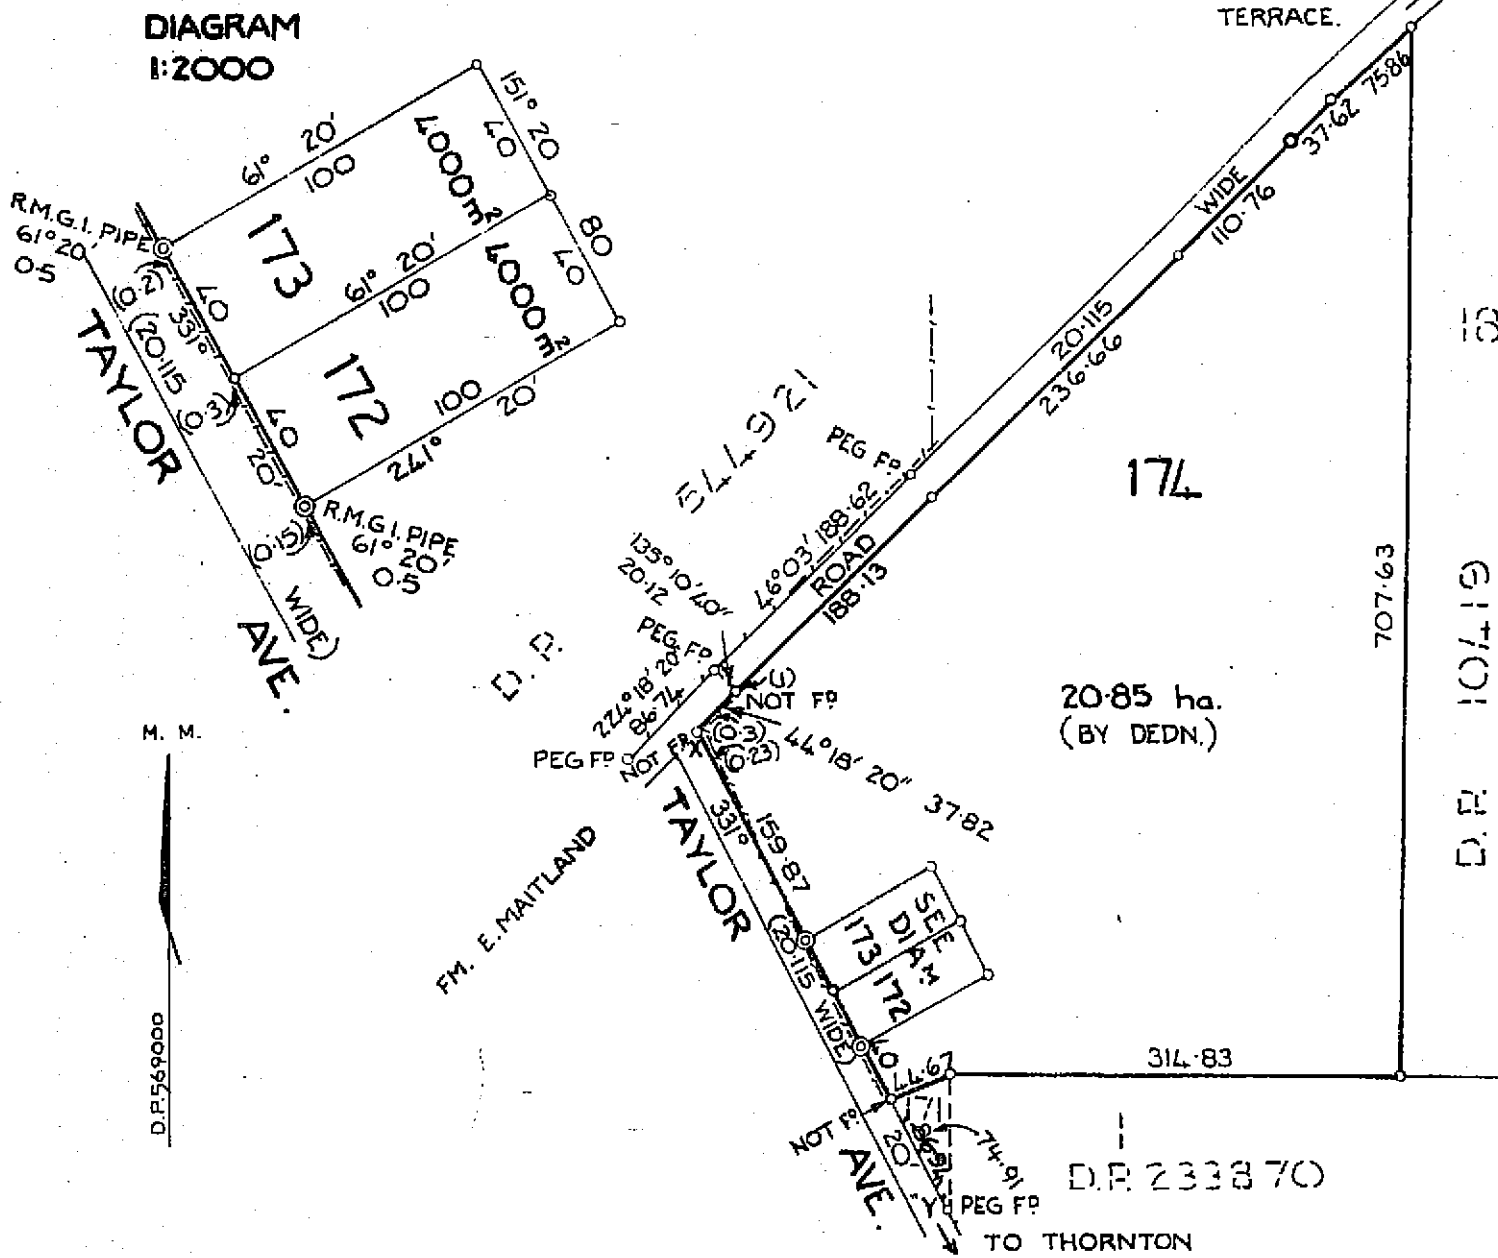 DIAGRAM
1:2000
TERRACE.
61° 20'
100
151° 20
40
4000m²
173
R.M.G.I. PIPE
61° 20'
0.5
(0.2)
40
331°
(20.115
TAYLOR
61° 20'
100
80
40
4000m²
172
(0.3)
40
20'
100
241° 20'
R.M.G.I. PIPE
61° 20'
0.5
(0.15)
WIDE)
AVE.
75.86
37.62
WIDE
110.76
20.115
236.66
PEG FD
174
544921
D.P.
46°03' 188.62
ROAD
188.13
135°10'40"
20.12
PEG FD
(1)
NOT FD
224°18'20"
86.74
PEG FD
NOT FD
"X"
(0.3)
(0.23)
44°18'20" 37.82
20.85 ha.
(BY DEDN.)
707.63
D.P. 10419
M. M.
D.P.569000
FM. E. MAITLAND
TAYLOR
331°
159.87
(20.115 WIDE)
SEE
DIAM
173
172
40
44.67
314.83
NOT FD
171
20'
74.91
AVE.
"Y"
PEG FD
D.P. 233870
TO THORNTON